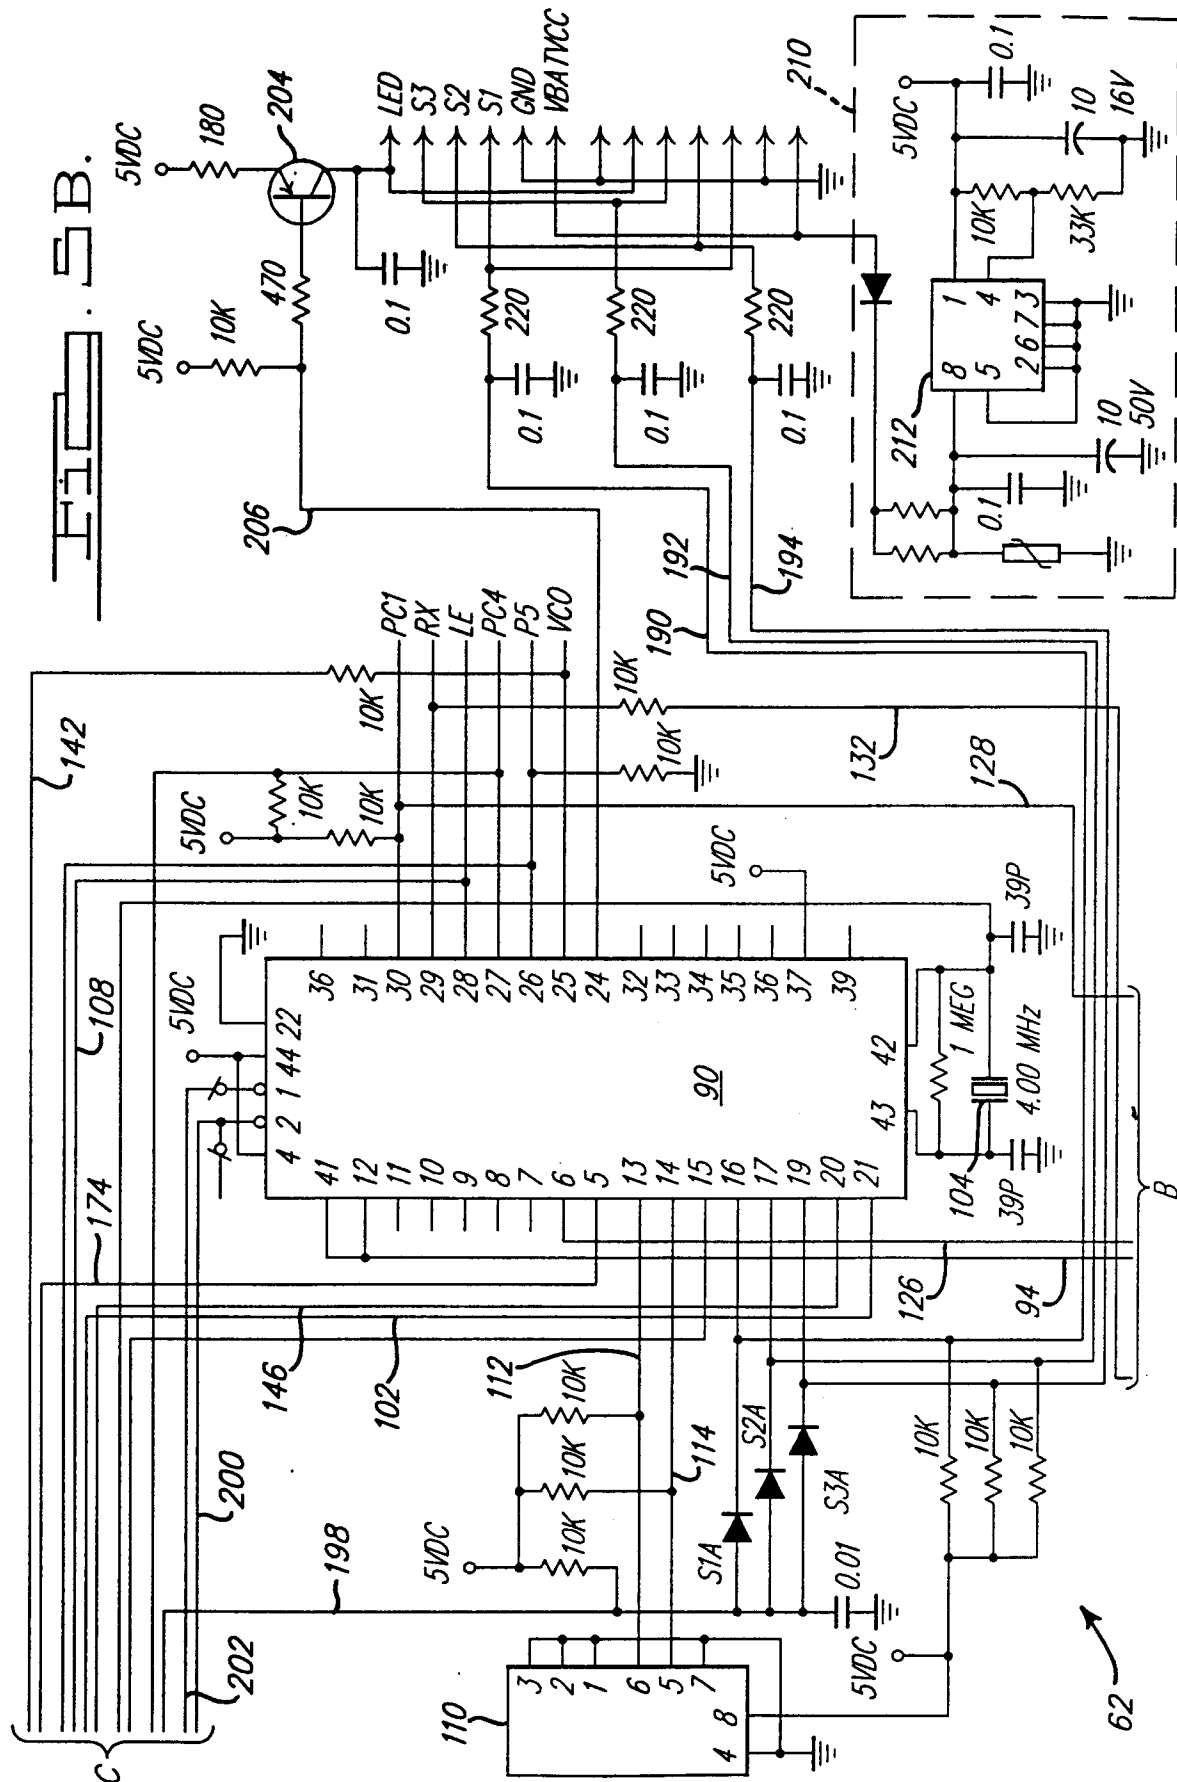 Fig. 5B.
5VDC
180
204
5VDC
10K
470
206
0.1
LED
S3
S2
S1
GND
VBATVCC
210
220
0.1
220
0.1
220
0.1
190
192
194
5VDC
0.1
10
16V
10K
33K
212
8
1
5
4
2
6
7
3
0.1
10
50V
142
10K
PC1
RX
LE
PC4
P5
VCO
10K
10K
132
128
5VDC
10K
10K
108
174
5VDC
4
2
1
44
22
36
31
30
29
28
27
26
25
24
32
33
34
35
36
37
39
5VDC
90
41
12
11
10
9
8
7
6
5
13
14
15
16
17
19
20
21
43
42
1 MEG
4.00 MHz
104
39P
39P
B
126
94
146
102
200
202
198
C
112
114
5VDC
10K
10K
10K
S1A
S2A
S3A
0.01
10K
10K
10K
5VDC
110
3
2
1
6
5
7
4
8
62